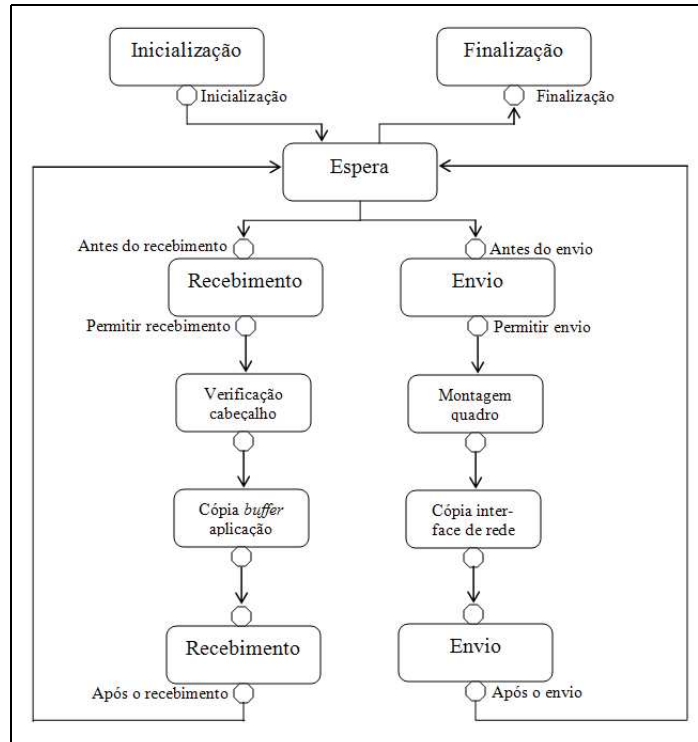 Inicialização
Finalização
Inicialização
Finalização
Espera
Antes do recebimento
Antes do envio
Recebimento
Envio
Permitir recebimento
Permitir envio
Verificação
cabeçalho
Montagem
quadro
Cópia buffer
aplicação
Cópia inter-
face de rede
Recebimento
Envio
Após o recebimento
Após o envio